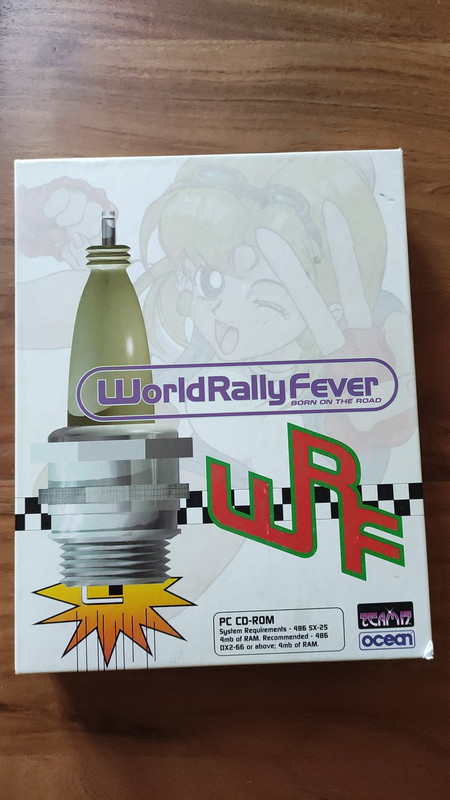 WorldRallyFever
BORN ON THE ROAD
WRF
PC CD-ROM
System Requirements - 486 SX-25
4mb of RAM. Recommended - 486
DX2-66 or above; 4mb of RAM.
TEAM17
ocean